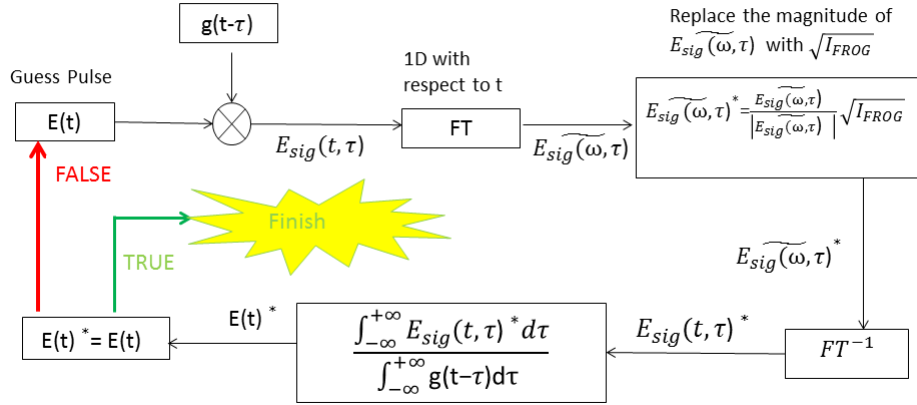 g(t-τ)
Replace the magnitude of
E_sig(ω,τ)~ with √I_FROG
Guess Pulse
1D with
respect to t
E(t)
FT
E_sig(ω,τ)~* = E_sig(ω,τ)~ / |E_sig(ω,τ)~| √I_FROG
E_sig(t,τ)
E_sig(ω,τ)~
FALSE
Finish
TRUE
E_sig(ω,τ)~*
E(t)* = E(t)
E(t)*
∫_{-∞}^{+∞} E_sig(t,τ)* dτ
∫_{-∞}^{+∞} g(t-τ)dτ
E_sig(t,τ)*
FT⁻¹